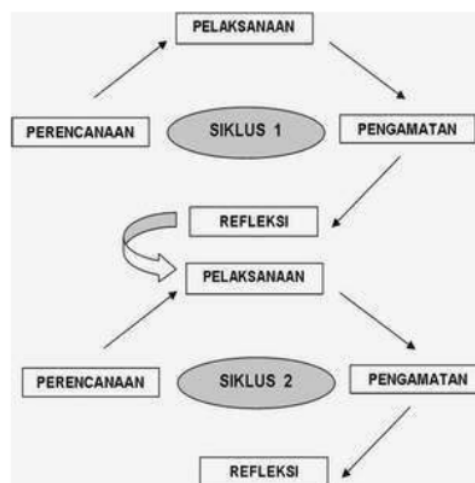 PELAKSANAAN
PERENCANAAN
SIKLUS 1
PENGAMATAN
REFLEKSI
PELAKSANAAN
PERENCANAAN
SIKLUS 2
PENGAMATAN
REFLEKSI